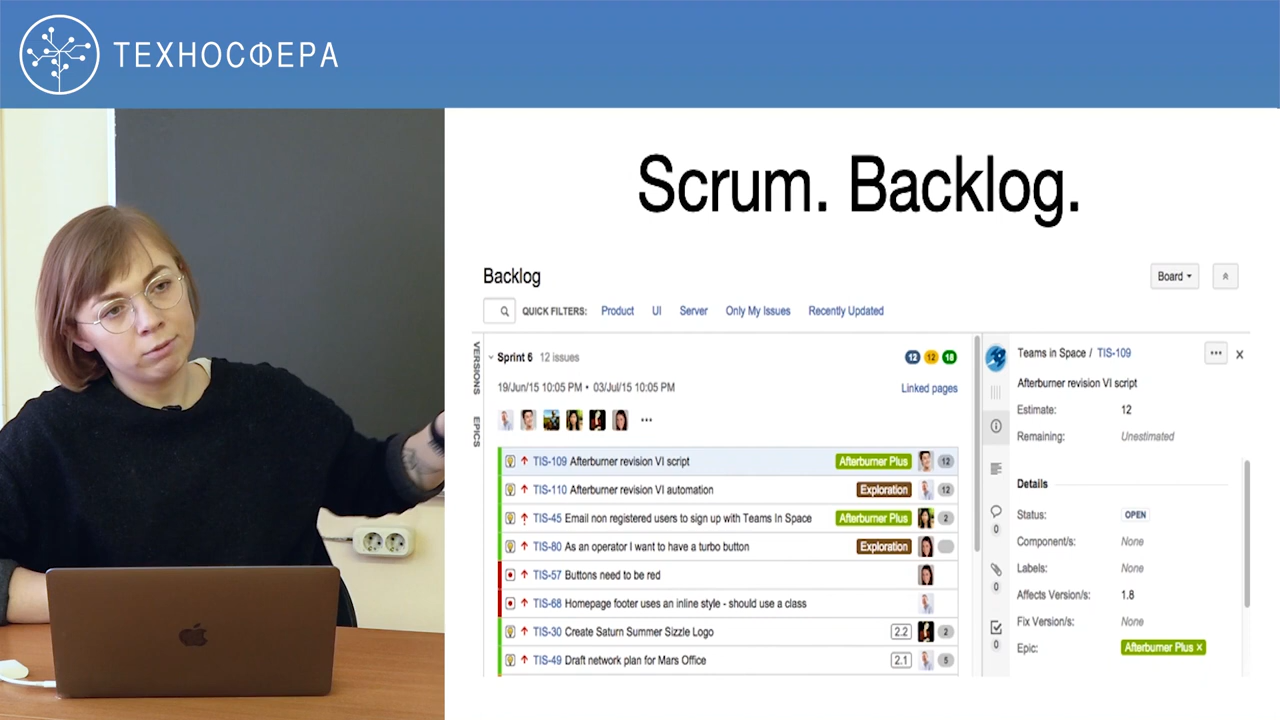 ТЕХНОСФЕРА
Scrum. Backlog.
Backlog
Board
QUICK FILTERS: Product UI Server Only My Issues Recently Updated
VERSIONS
EPICS
Sprint 6 12 issues
12 12 18
19/Jun/15 10:05 PM • 03/Jul/15 10:05 PM
Linked pages
•••
TIS-109 Afterburner revision VI script Afterburner Plus 12
TIS-110 Afterburner revision VI automation Exploration 12
TIS-45 Email non registered users to sign up with Teams In Space Afterburner Plus 2
TIS-80 As an operator I want to have a turbo button Exploration
TIS-57 Buttons need to be red
TIS-68 Homepage footer uses an inline style - should use a class
TIS-30 Create Saturn Summer Sizzle Logo 2.2 2
TIS-49 Draft network plan for Mars Office 2.1 5
0
0
0
Teams in Space / TIS-109
Afterburner revision VI script
Estimate: 12
Remaining: Unestimated
Details
Status: OPEN
Component/s: None
Labels: None
Affects Version/s: 1.8
Fix Version/s: None
Epic: Afterburner Plus ×